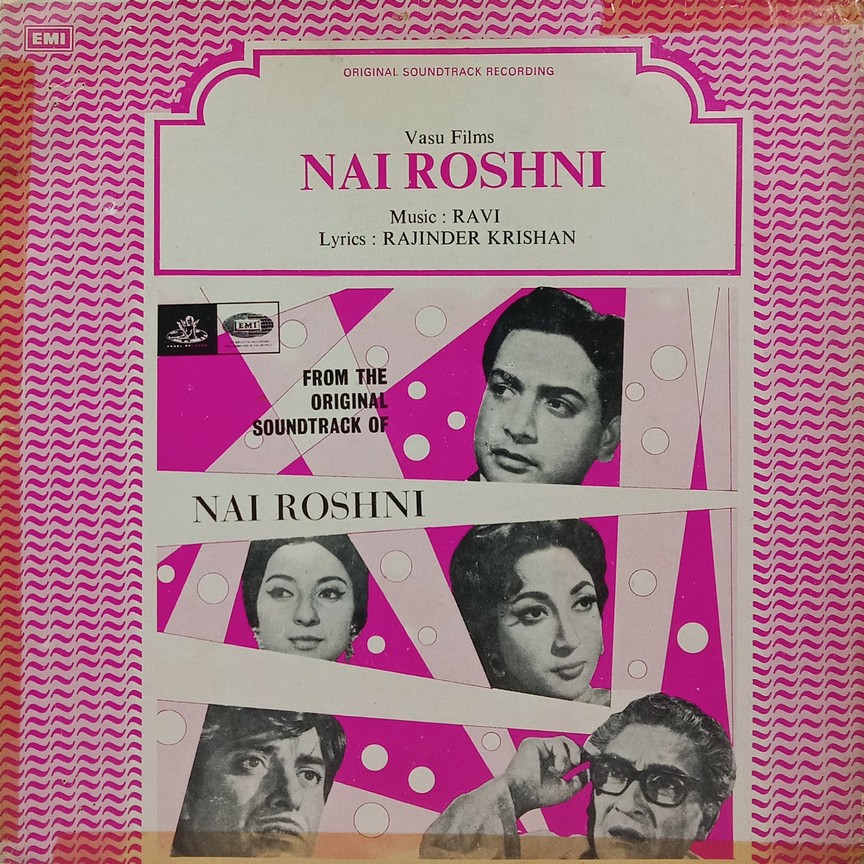 EMI
ORIGINAL SOUNDTRACK RECORDING
Vasu Films
NAI ROSHNI
Music : RAVI
Lyrics : RAJINDER KRISHAN
EMI
FROM THE
ORIGINAL
SOUNDTRACK OF
NAI ROSHNI